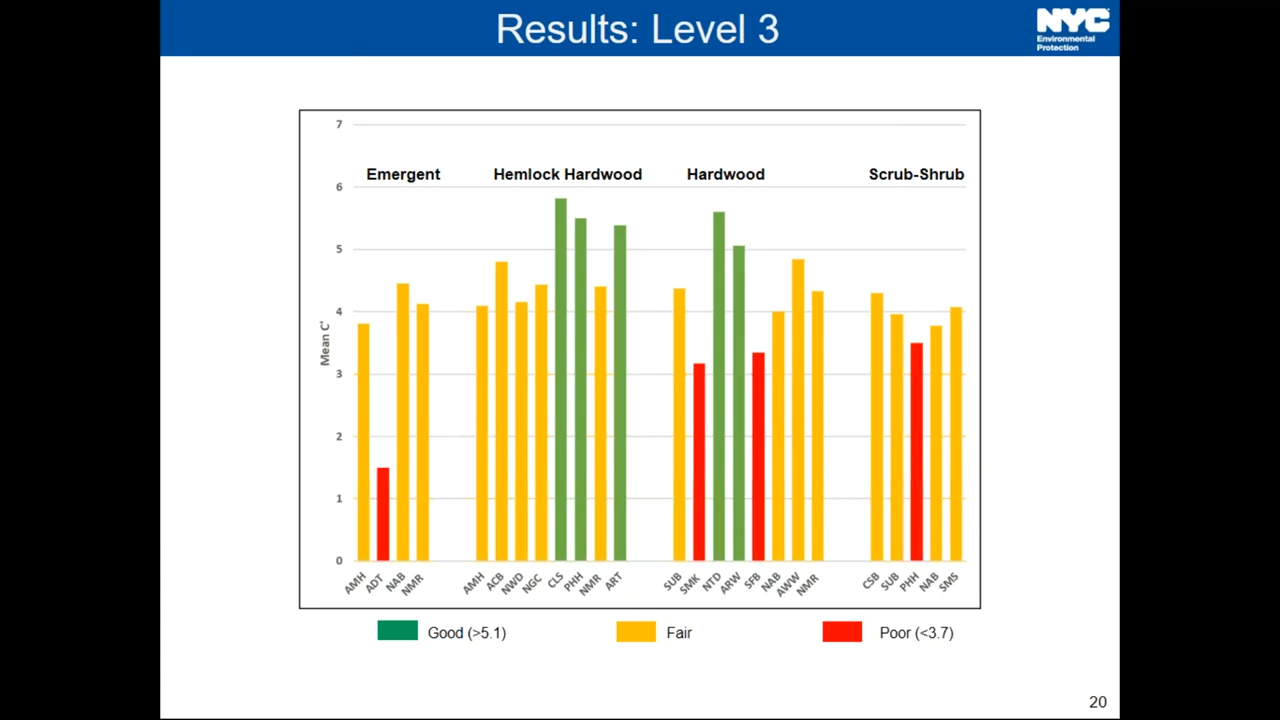 Results: Level 3
NYC
Environmental
Protection
7
Emergent Hemlock Hardwood Hardwood Scrub-Shrub
6
5
4
Mean C'
3
2
1
0
AMH ADT NAB NMR AMH ACB NWD NGC CLS PHH NMR ART SUB SMK NTD ARW SFB NAB AWW NMR CSB SUB PHH NAB SMS
Good (>5.1) Fair Poor (<3.7)
20